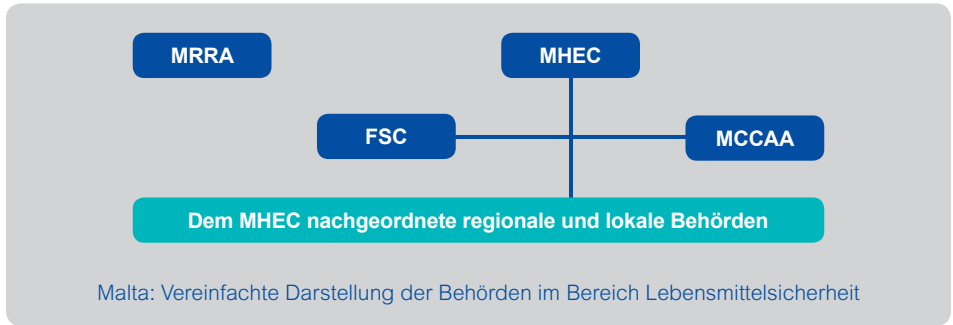 MRRA
MHEC
FSC
MCCAA
Dem MHEC nachgeordnete regionale und lokale Behörden
Malta: Vereinfachte Darstellung der Behörden im Bereich Lebensmittelsicherheit